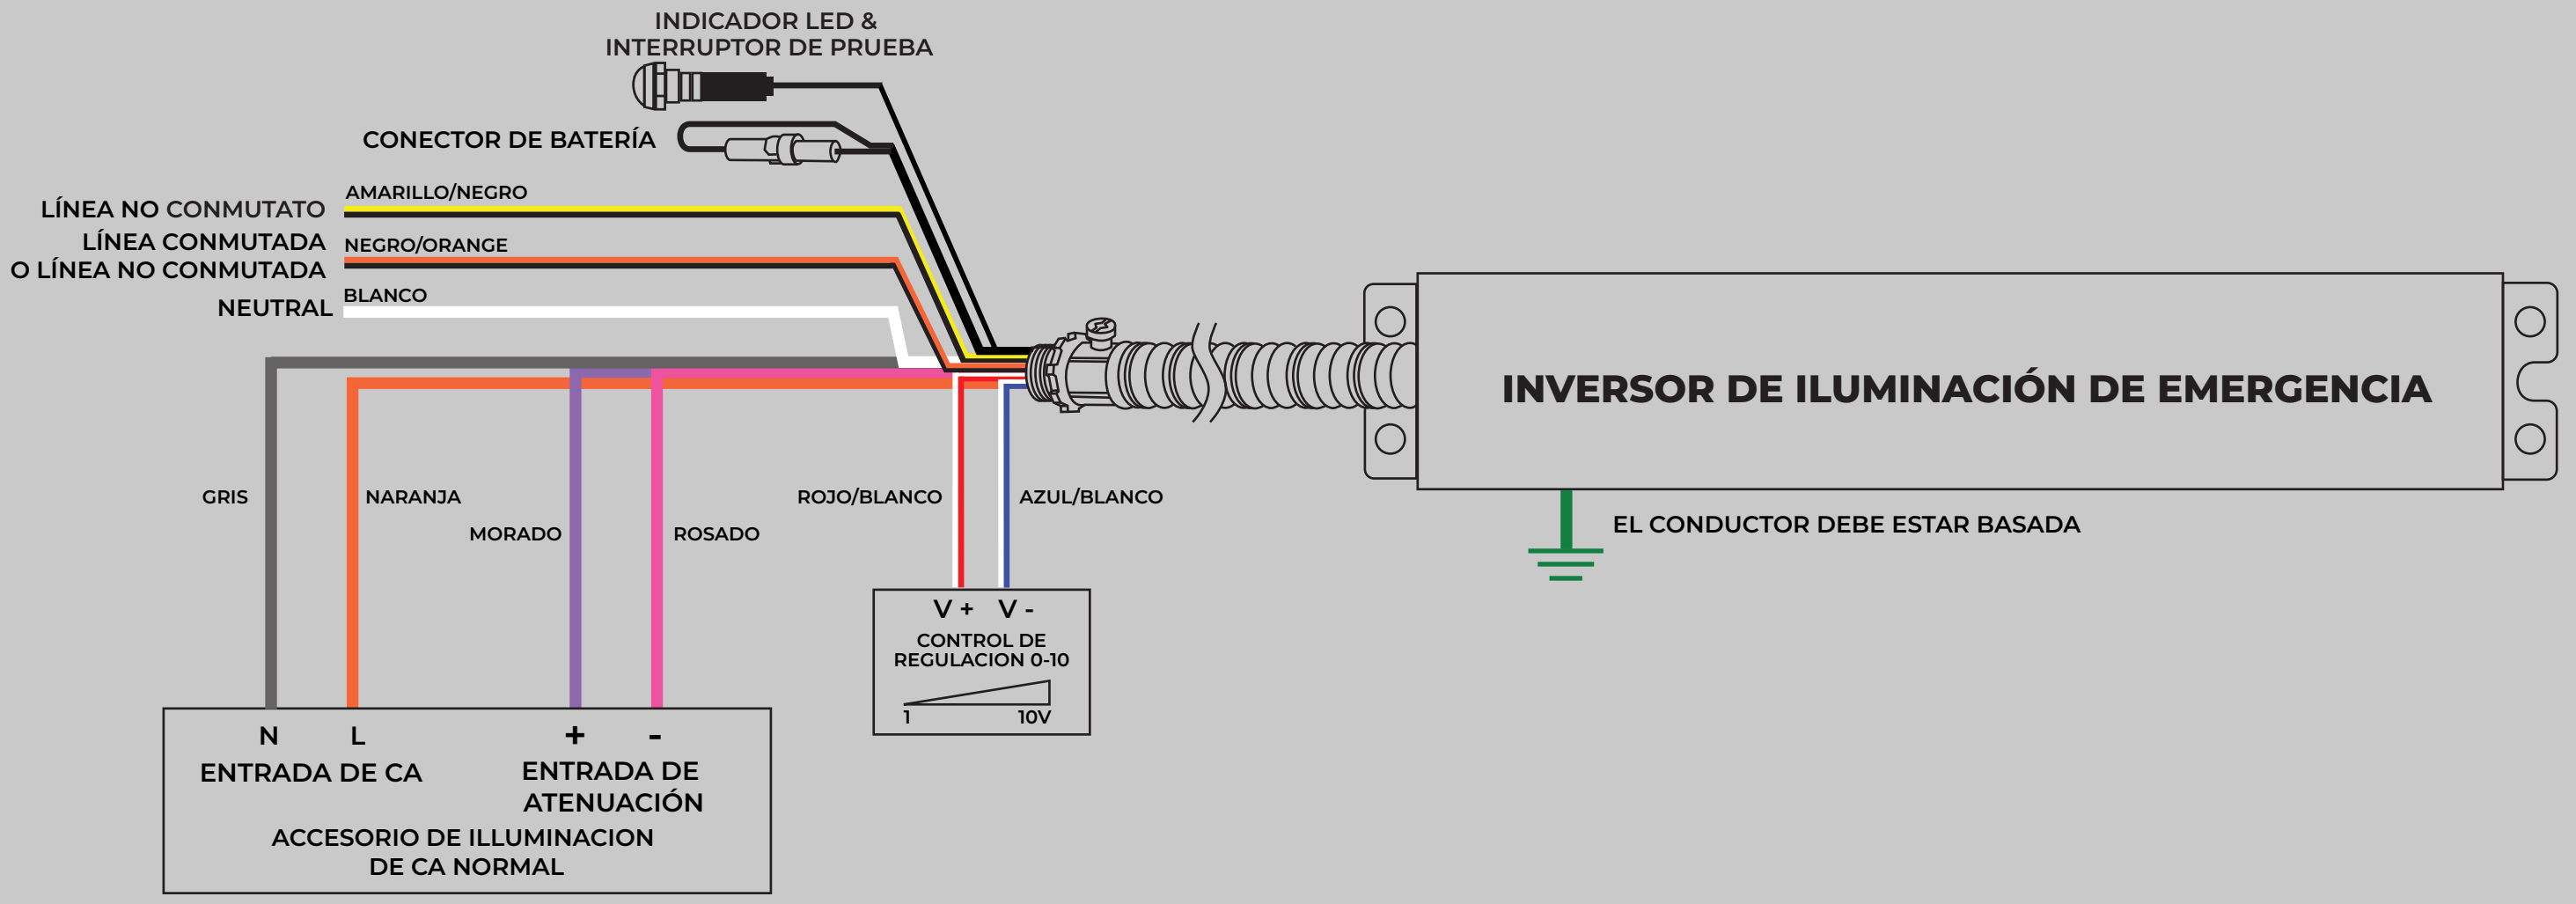 INDICADOR LED &
INTERRUPTOR DE PRUEBA
CONECTOR DE BATERÍA
AMARILLO/NEGRO
LÍNEA NO CONMUTATO
LÍNEA CONMUTADA
O LÍNEA NO CONMUTADA
NEGRO/ORANGE
BLANCO
NEUTRAL
INVERSOR DE ILUMINACIÓN DE EMERGENCIA
GRIS
NARANJA
MORADO
ROSADO
ROJO/BLANCO
AZUL/BLANCO
EL CONDUCTOR DEBE ESTAR BASADA
V + V -
CONTROL DE
REGULACION 0-10
1 10V
N L + -
ENTRADA DE CA
ENTRADA DE
ATENUACIÓN
ACCESORIO DE ILLUMINACION
DE CA NORMAL